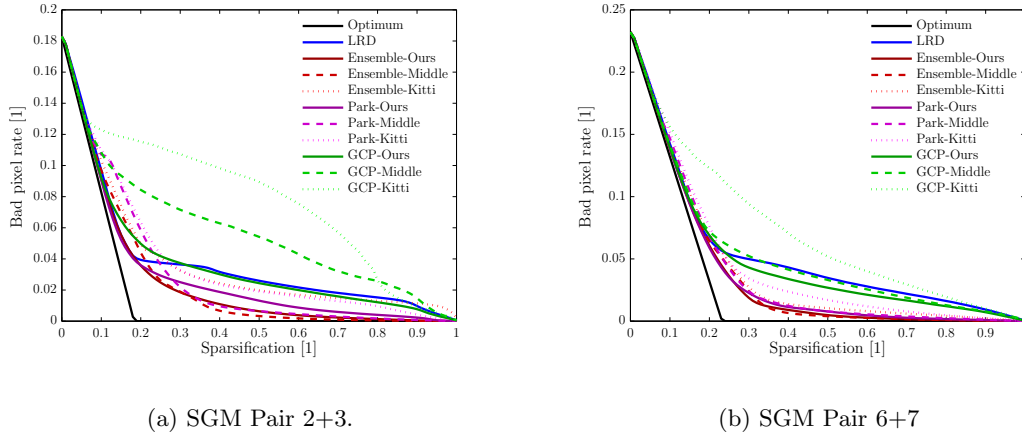 0.2
0.18
0.16
0.14
0.12
0.1
0.08
0.06
0.04
0.02
0
Bad pixel rate [1]
0 0.1 0.2 0.3 0.4 0.5 0.6 0.7 0.8 0.9 1
Sparsification [1]
Optimum
LRD
Ensemble-Ours
Ensemble-Middle
Ensemble-Kitti
Park-Ours
Park-Middle
Park-Kitti
GCP-Ours
GCP-Middle
GCP-Kitti
(a) SGM Pair 2+3.
0.25
0.2
0.15
0.1
0.05
0
Bad pixel rate [1]
0 0.1 0.2 0.3 0.4 0.5 0.6 0.7 0.8 0.9
Sparsification [1]
Optimum
LRD
Ensemble-Ours
Ensemble-Middle
Ensemble-Kitti
Park-Ours
Park-Middle
Park-Kitti
GCP-Ours
GCP-Middle
GCP-Kitti
(b) SGM Pair 6+7